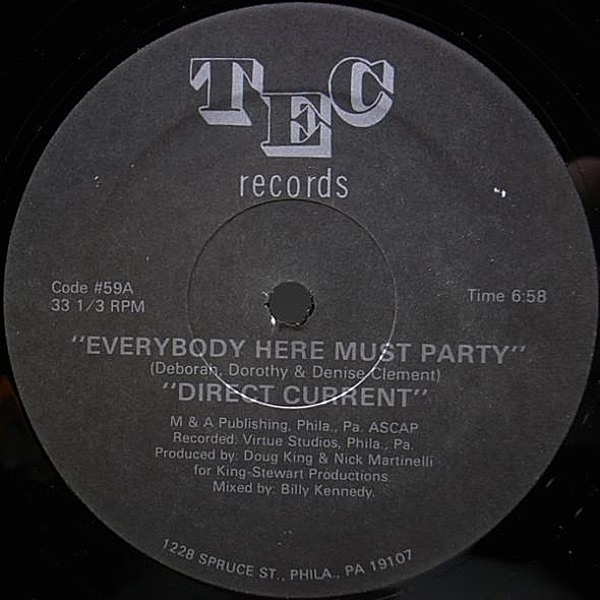 TEC
records
Code #59A
33 1/3 RPM
Time 6:58
"EVERYBODY HERE MUST PARTY"
(Deborah, Dorothy & Denise Clement)
"DIRECT CURRENT"
M & A Publishing, Phila., Pa. ASCAP
Recorded: Virtue Studios, Phila., Pa.
Produced by: Doug King & Nick Martinelli
for King-Stewart Productions.
Mixed by: Billy Kennedy.
1228 SPRUCE ST., PHILA., PA 19107